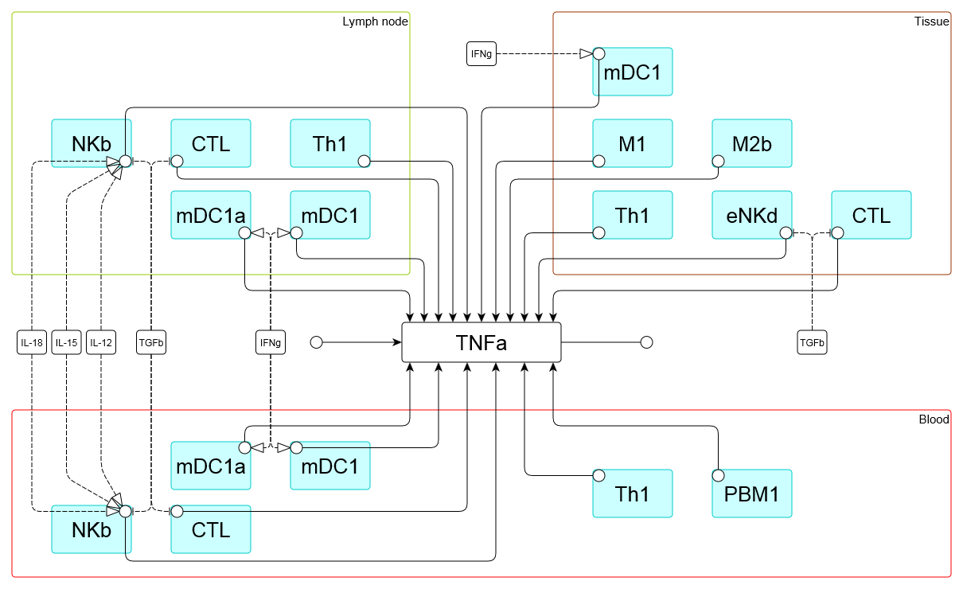 Lymph node
Tissue
IFNg
mDC1
NKb
CTL
Th1
M1
M2b
mDC1a
mDC1
Th1
eNKd
CTL
IL-18
IL-15
IL-12
TGFb
IFNg
TNFa
TGFb
Blood
mDC1a
mDC1
Th1
PBM1
NKb
CTL